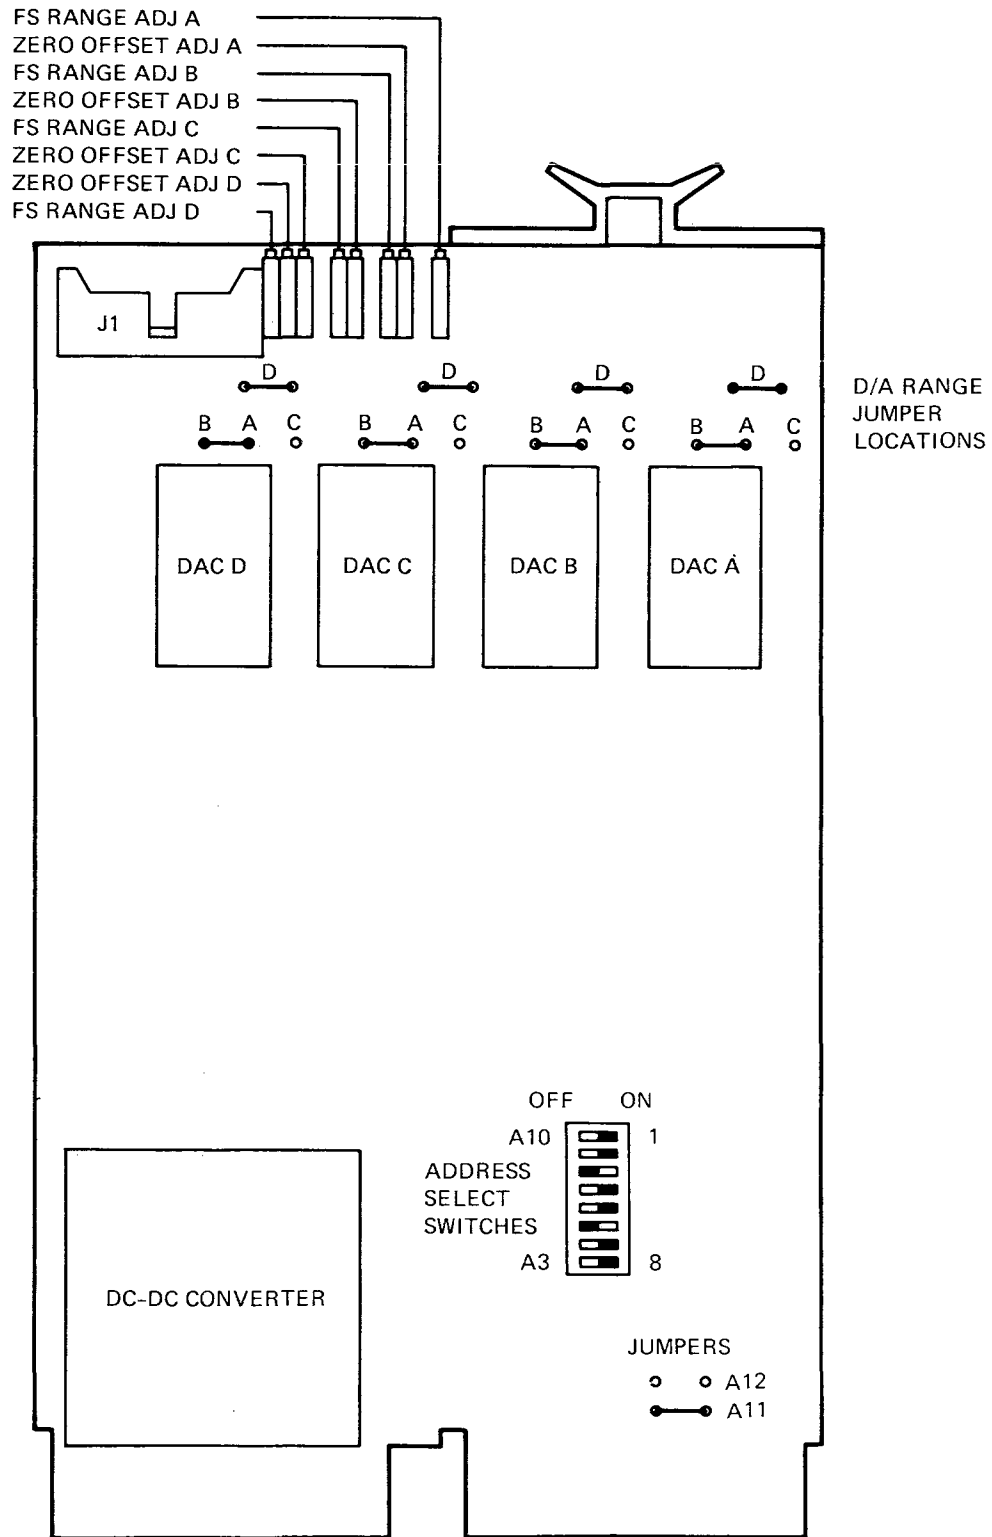 FS RANGE ADJ A
ZERO OFFSET ADJ A
FS RANGE ADJ B
ZERO OFFSET ADJ B
FS RANGE ADJ C
ZERO OFFSET ADJ C
ZERO OFFSET ADJ D
FS RANGE ADJ D
J1
D D D D
D/A RANGE
JUMPER
LOCATIONS
B A C B A C B A C B A C
DAC D DAC C DAC B DAC A
OFF ON
A10 1
ADDRESS
SELECT
SWITCHES
A3 8
DC-DC CONVERTER
JUMPERS
A12
A11